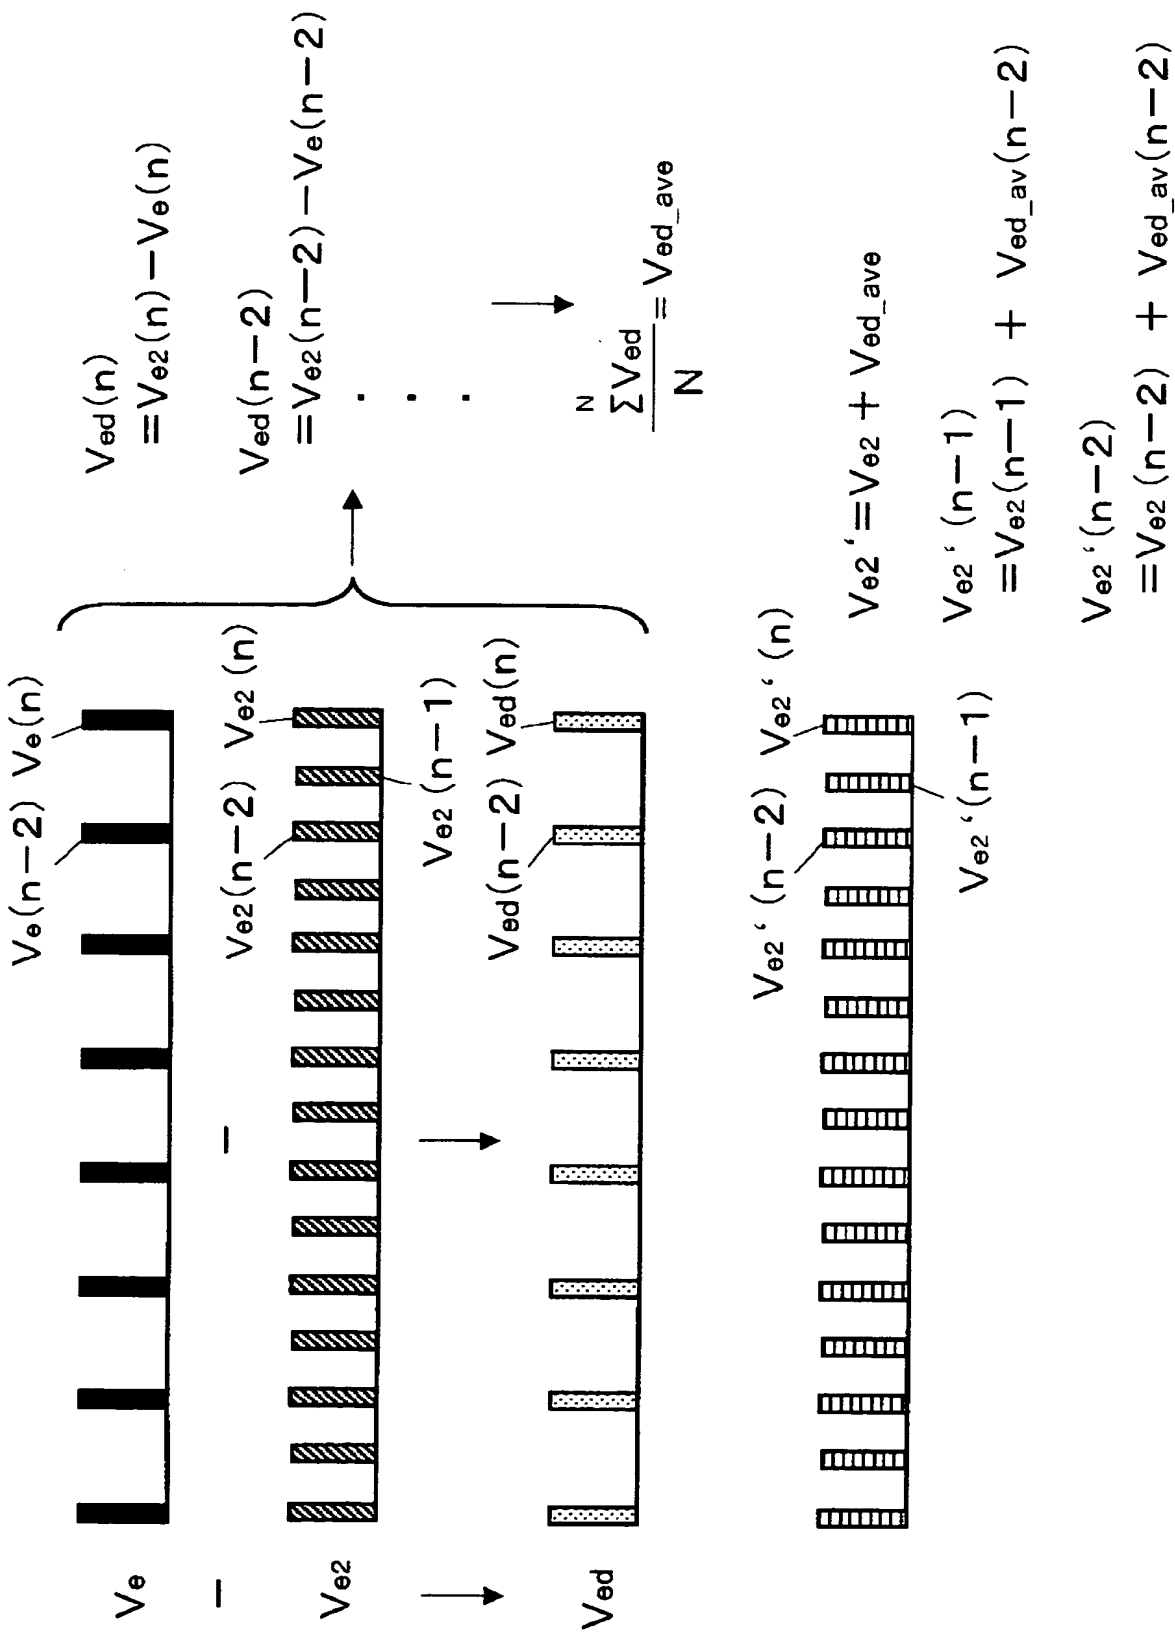 Ve
−
Ve2
Ved
Ve(n−2)
Ve(n)
−
Ve2(n−2)
Ve2(n)
Ve2(n−1)
Ved(n−2)
Ved(n)
Ve2‘(n−2)
Ve2‘(n)
Ve2‘(n−1)
Ved(n)
=Ve2(n)−Ve(n)
Ved(n−2)
=Ve2(n−2)−Ve(n−2)
. . .
N
ΣVed
N
=Ved_ave
Ve2‘=Ve2 + Ved_ave
Ve2‘(n−1)
=Ve2(n−1) + Ved_av(n−2)
Ve2‘(n−2)
=Ve2(n−2) + Ved_av(n−2)